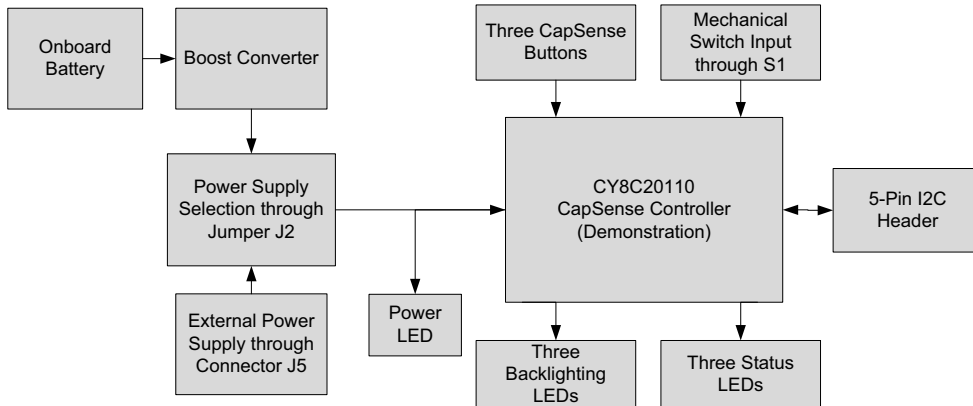 Onboard
Battery
Boost Converter
Three CapSense
Buttons
Mechanical
Switch Input
through S1
Power Supply
Selection through
Jumper J2
CY8C20110
CapSense Controller
(Demonstration)
5-Pin I2C
Header
External Power
Supply through
Connector J5
Power
LED
Three
Backlighting
LEDs
Three Status
LEDs